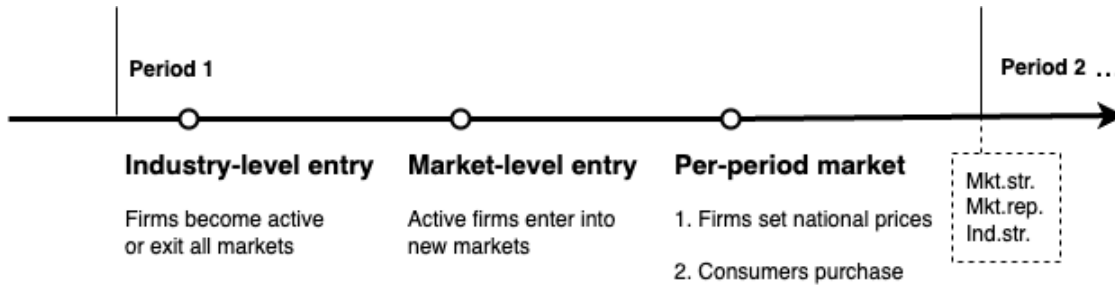 Period 1
Period 2 ...
Industry-level entry
Market-level entry
Per-period market
Firms become active
or exit all markets
Active firms enter into
new markets
1. Firms set national prices
2. Consumers purchase
Mkt.str.
Mkt.rep.
Ind.str.